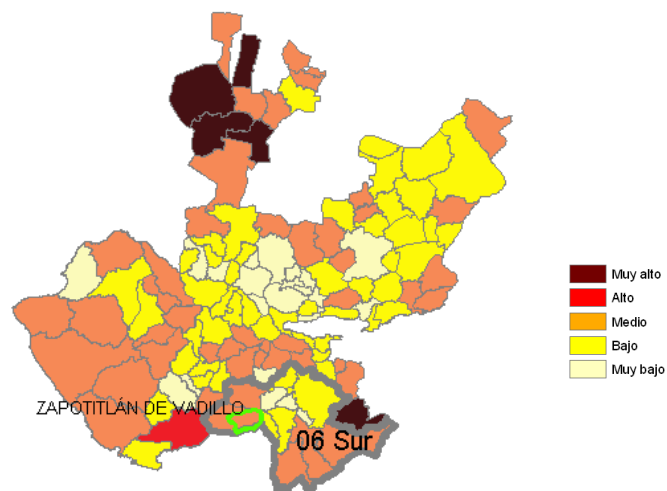 Muy alto
Alto
Medio
Bajo
Muy bajo
ZAPOTITLÁN DE VADILLO
06 Sur